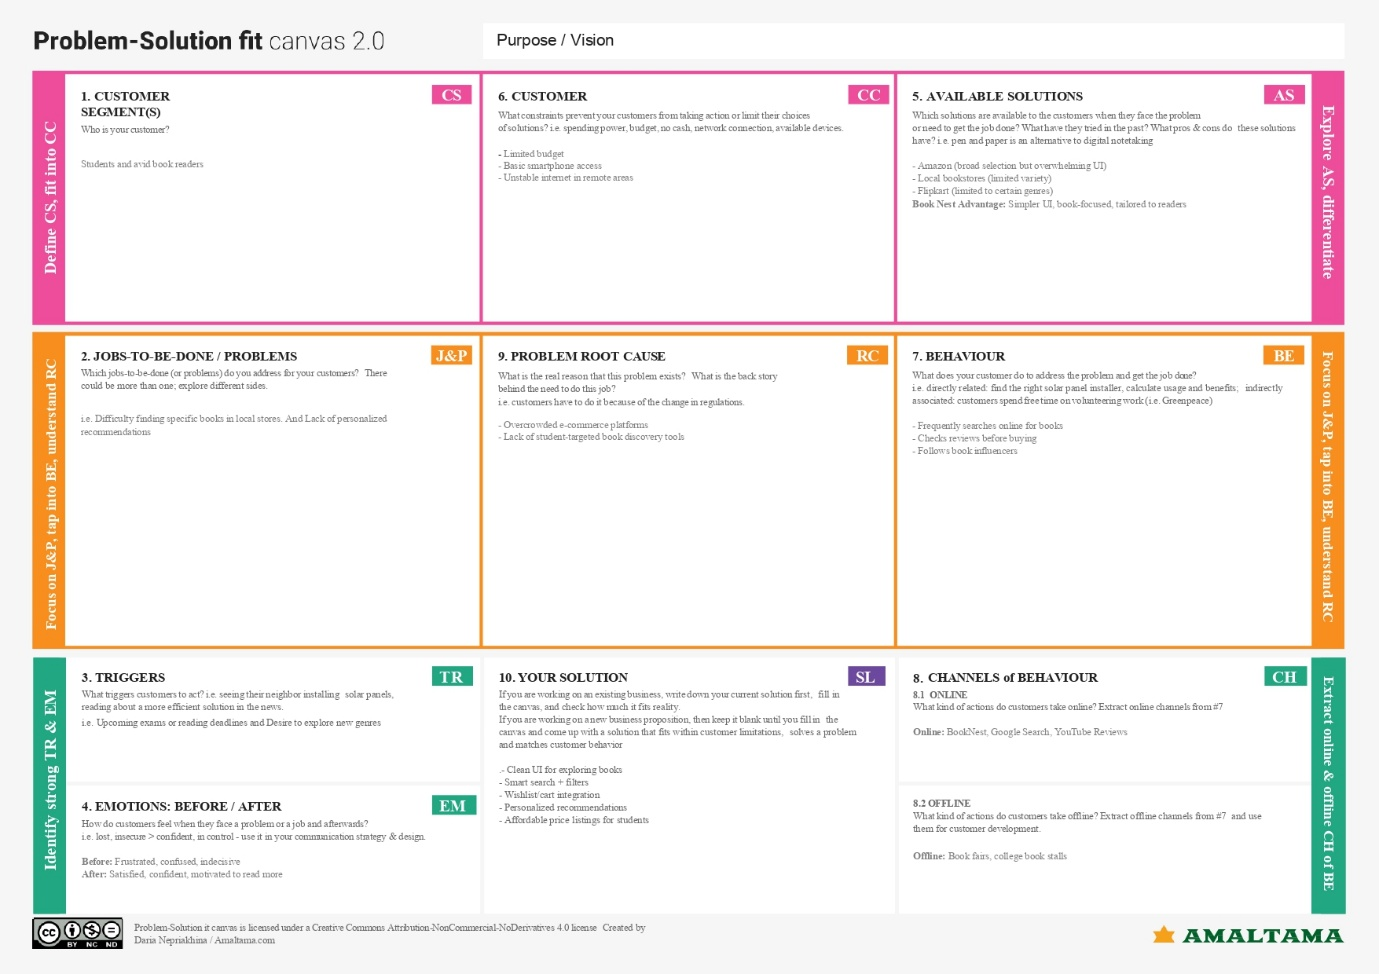 Problem-Solution fit canvas 2.0
Purpose / Vision
Define CS, fit into CC
1. CUSTOMER
SEGMENT(S)
CS
Who is your customer?
Students and avid book readers
6. CUSTOMER
CC
What constraints prevent your customers from taking action or limit their choices
of solutions? i.e. spending power, budget, no cash, network connection, available devices.
- Limited budget
- Basic smartphone access
- Unstable internet in remote areas
5. AVAILABLE SOLUTIONS
AS
Which solutions are available to the customers when they face the problem
or need to get the job done? What have they tried in the past? What pros & cons do these solutions
have? i.e. pen and paper is an alternative to digital notetaking
- Amazon (broad selection but overwhelming UI)
- Local bookstores (limited variety)
- Flipkart (limited to certain genres)
Book Nest Advantage: Simpler UI, book-focused, tailored to readers
Explore AS, differentiate
Focus on J&P, tap into BE, understand RC
2. JOBS-TO-BE-DONE / PROBLEMS
J&P
Which jobs-to-be-done (or problems) do you address for your customers? There
could be more than one; explore different sides.
i.e. Difficulty finding specific books in local stores. And Lack of personalized
recommendations
9. PROBLEM ROOT CAUSE
RC
What is the real reason that this problem exists? What is the back story
behind the need to do this job?
i.e. customers have to do it because of the change in regulations.
- Overcrowded e-commerce platforms
- Lack of student-targeted book discovery tools
7. BEHAVIOUR
BE
What does your customer do to address the problem and get the job done?
i.e. directly related: find the right solar panel installer, calculate usage and benefits; indirectly
associated: customers spend free time on volunteering work (i.e. Greenpeace)
- Frequently searches online for books
- Checks reviews before buying
- Follows book influencers
Focus on J&P, tap into BE, understand RC
Identify strong TR & EM
3. TRIGGERS
TR
What triggers customers to act? i.e. seeing their neighbor installing solar panels,
reading about a more efficient solution in the news.
i.e. Upcoming exams or reading deadlines and Desire to explore new genres
4. EMOTIONS: BEFORE / AFTER
EM
How do customers feel when they face a problem or a job and afterwards?
i.e. lost, insecure > confident, in control - use it in your communication strategy & design.
Before: Frustrated, confused, indecisive
After: Satisfied, confident, motivated to read more
10. YOUR SOLUTION
SL
If you are working on an existing business, write down your current solution first, fill in
the canvas, and check how much it fits reality.
If you are working on a new business proposition, then keep it blank until you fill in the
canvas and come up with a solution that fits within customer limitations, solves a problem
and matches customer behavior
.- Clean UI for exploring books
- Smart search + filters
- Wishlist/cart integration
- Personalized recommendations
- Affordable price listings for students
8. CHANNELS of BEHAVIOUR
CH
8.1 ONLINE
What kind of actions do customers take online? Extract online channels from #7
Online: BookNest, Google Search, YouTube Reviews
8.2 OFFLINE
What kind of actions do customers take offline? Extract offline channels from #7 and use
them for customer development.
Offline: Book fairs, college book stalls
Extract online & offline CH of BE
cc
BY NC ND
Problem-Solution it canvas is licensed under a Creative Commons Attribution-NonCommercial-NoDerivatives 4.0 license Created by
Daria Nepriakhina / Amaltama.com
AMALTAMA